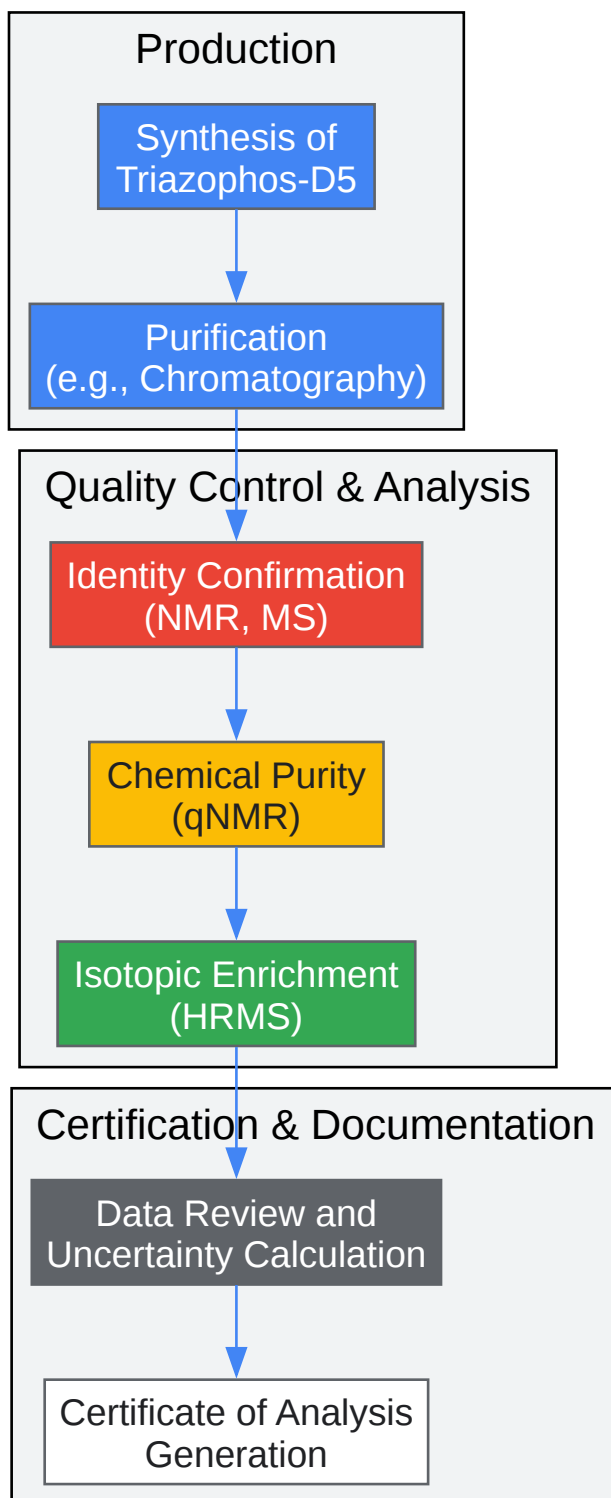 Production
Synthesis of
Triazophos-D5
Purification
(e.g., Chromatography)
Quality Control & Analysis
Identity Confirmation
(NMR, MS)
Chemical Purity
(qNMR)
Isotopic Enrichment
(HRMS)
Certification & Documentation
Data Review and
Uncertainty Calculation
Certificate of Analysis
Generation